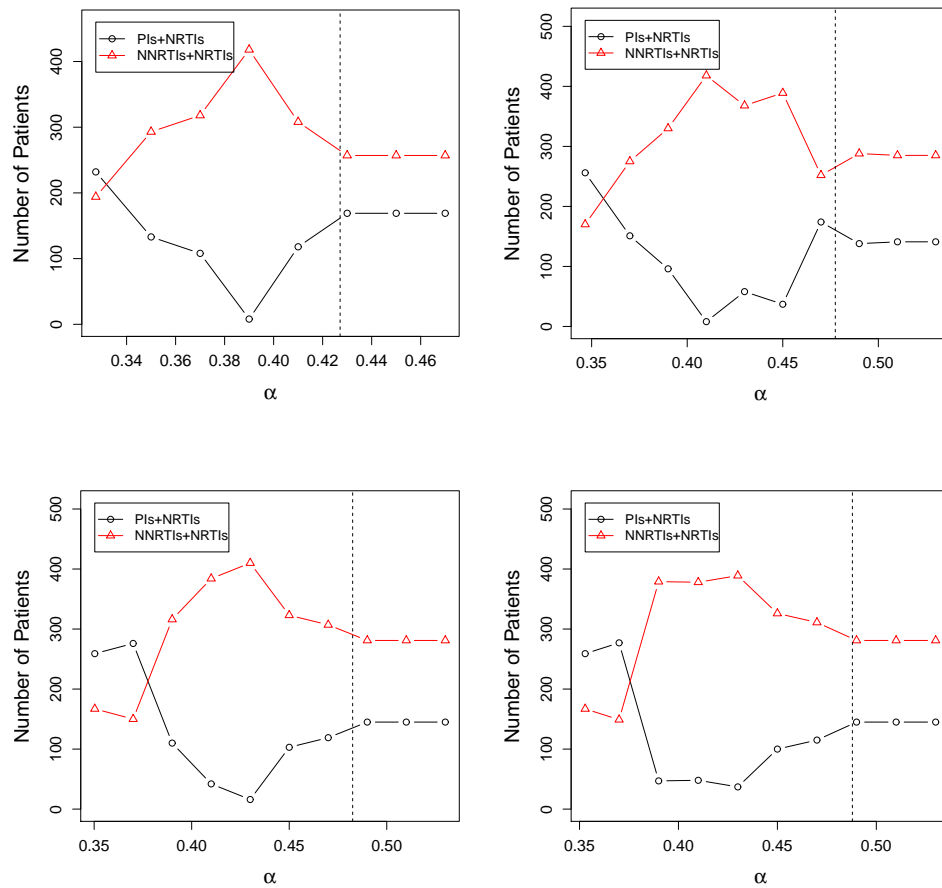 PIs+NRTIs
NNRTIs+NRTIs
Number of Patients
0 100 200 300 400
0.34 0.36 0.38 0.40 0.42 0.44 0.46
α
PIs+NRTIs
NNRTIs+NRTIs
Number of Patients
0 100 200 300 400 500
0.35 0.40 0.45 0.50
α
PIs+NRTIs
NNRTIs+NRTIs
Number of Patients
0 100 200 300 400 500
0.35 0.40 0.45 0.50
α
PIs+NRTIs
NNRTIs+NRTIs
Number of Patients
0 100 200 300 400 500
0.35 0.40 0.45 0.50
α